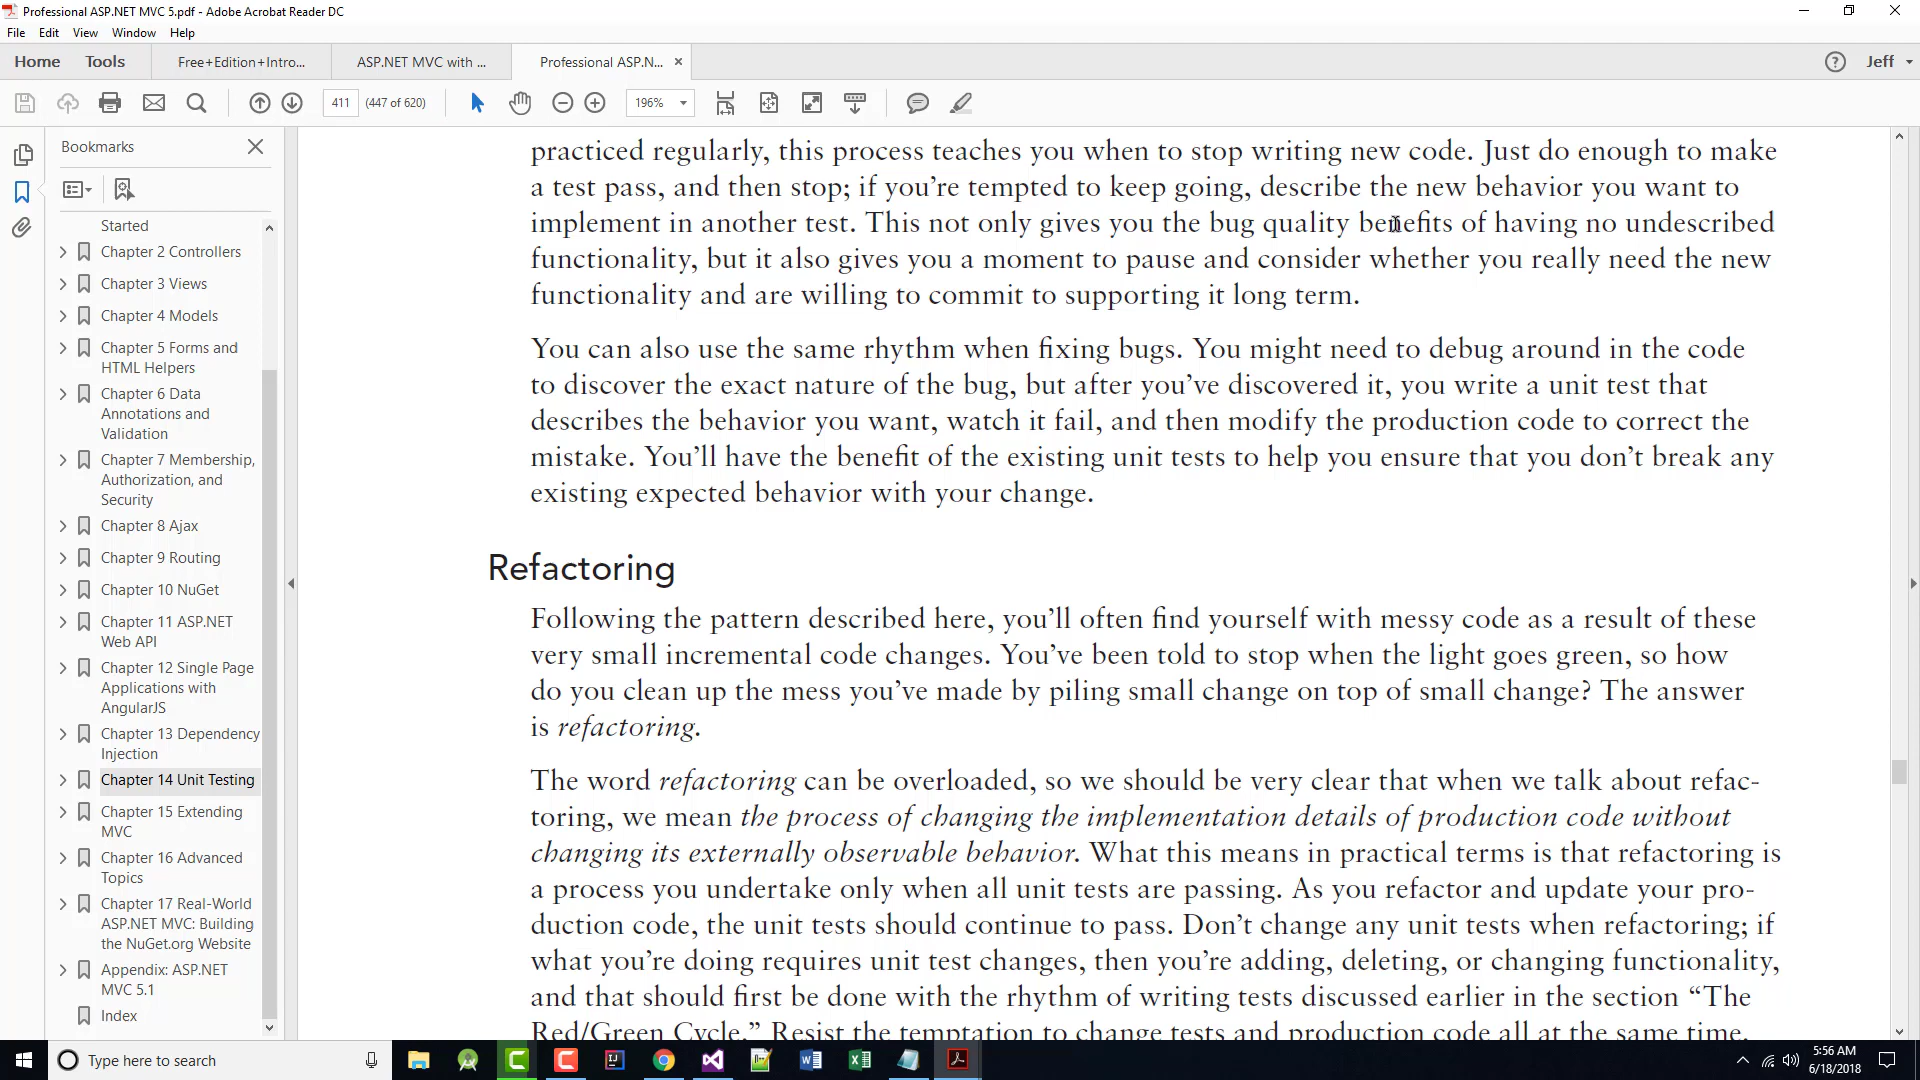 Professional ASP.NET MVC 5.pdf - Adobe Acrobat Reader DC
File Edit View Window Help
Home Tools Free+Edition+Intro... ASP.NET MVC with ... Professional ASP.N... Jeff
411 (447 of 620) 196%
Bookmarks
Started
Chapter 2 Controllers
Chapter 3 Views
Chapter 4 Models
Chapter 5 Forms and
HTML Helpers
Chapter 6 Data
Annotations and
Validation
Chapter 7 Membership,
Authorization, and
Security
Chapter 8 Ajax
Chapter 9 Routing
Chapter 10 NuGet
Chapter 11 ASP.NET
Web API
Chapter 12 Single Page
Applications with
AngularJS
Chapter 13 Dependency
Injection
Chapter 14 Unit Testing
Chapter 15 Extending
MVC
Chapter 16 Advanced
Topics
Chapter 17 Real-World
ASP.NET MVC: Building
the NuGet.org Website
Appendix: ASP.NET
MVC 5.1
Index
practiced regularly, this process teaches you when to stop writing new code. Just do enough to make
a test pass, and then stop; if you’re tempted to keep going, describe the new behavior you want to
implement in another test. This not only gives you the bug quality benefits of having no undescribed
functionality, but it also gives you a moment to pause and consider whether you really need the new
functionality and are willing to commit to supporting it long term.
You can also use the same rhythm when fixing bugs. You might need to debug around in the code
to discover the exact nature of the bug, but after you’ve discovered it, you write a unit test that
describes the behavior you want, watch it fail, and then modify the production code to correct the
mistake. You’ll have the benefit of the existing unit tests to help you ensure that you don’t break any
existing expected behavior with your change.
Refactoring
Following the pattern described here, you’ll often find yourself with messy code as a result of these
very small incremental code changes. You’ve been told to stop when the light goes green, so how
do you clean up the mess you’ve made by piling small change on top of small change? The answer
is refactoring.
The word refactoring can be overloaded, so we should be very clear that when we talk about refac-
toring, we mean the process of changing the implementation details of production code without
changing its externally observable behavior. What this means in practical terms is that refactoring is
a process you undertake only when all unit tests are passing. As you refactor and update your pro-
duction code, the unit tests should continue to pass. Don’t change any unit tests when refactoring; if
what you’re doing requires unit test changes, then you’re adding, deleting, or changing functionality,
and that should first be done with the rhythm of writing tests discussed earlier in the section “The
Red/Green Cycle.” Resist the temptation to change tests and production code all at the same time.
Type here to search
5:56 AM
6/18/2018